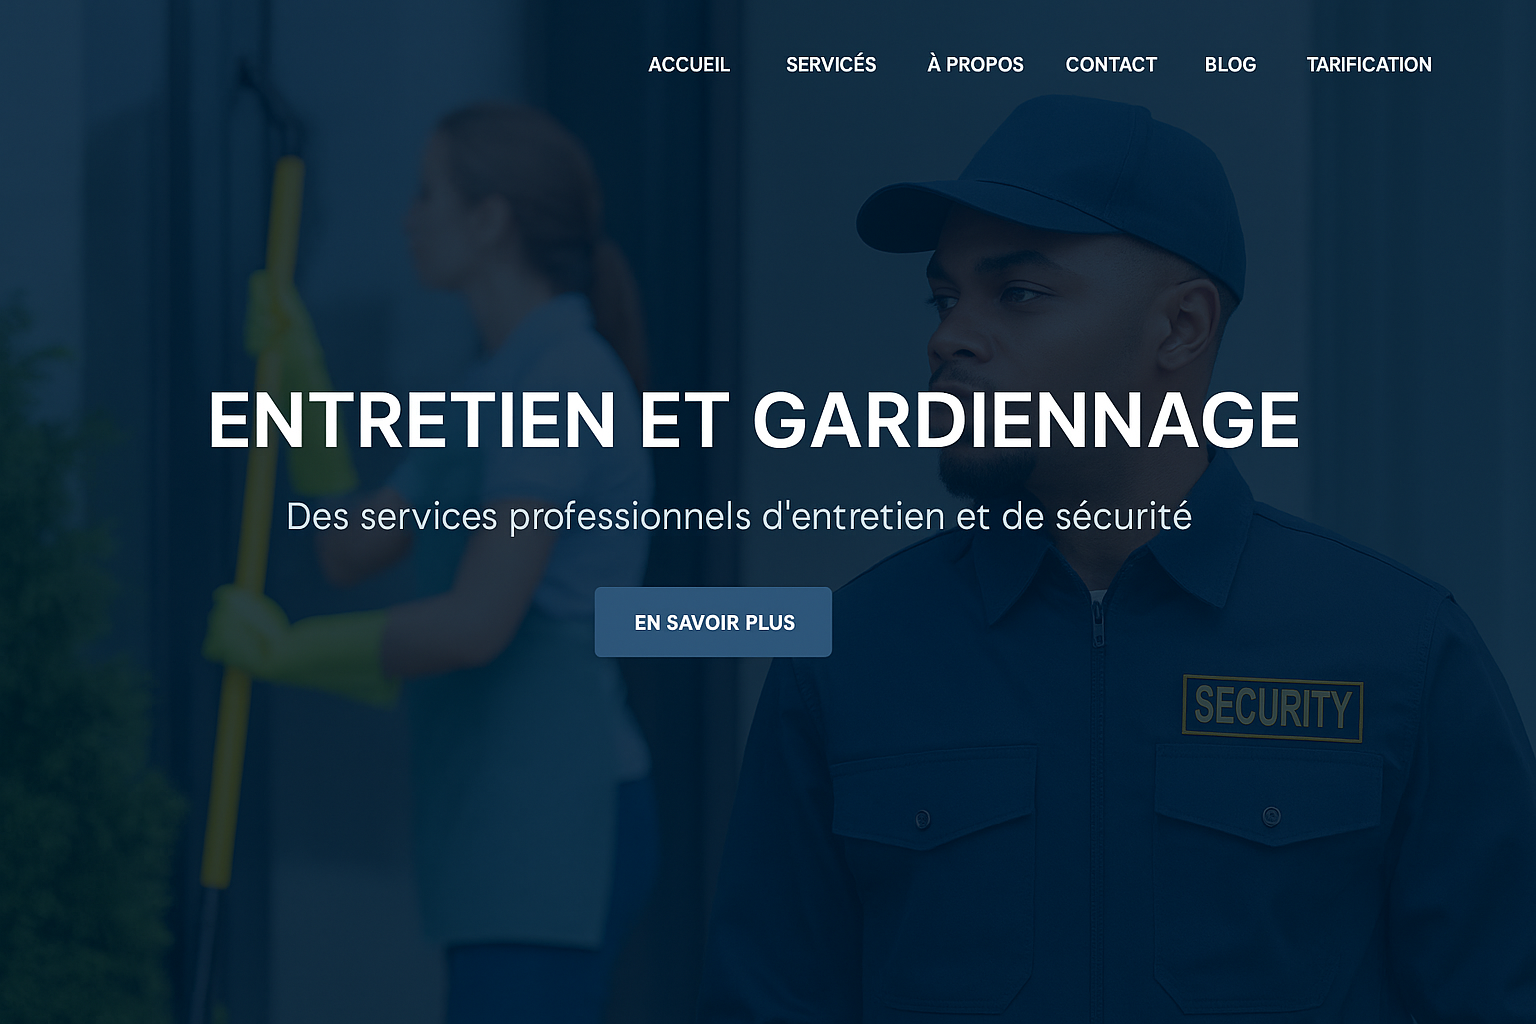 ACCUEIL SERVICÉS À PROPOS CONTACT BLOG TARIFICATION
ENTRETIEN ET GARDIENNAGE
Des services professionnels d'entretien et de sécurité
EN SAVOIR PLUS
SECURITY